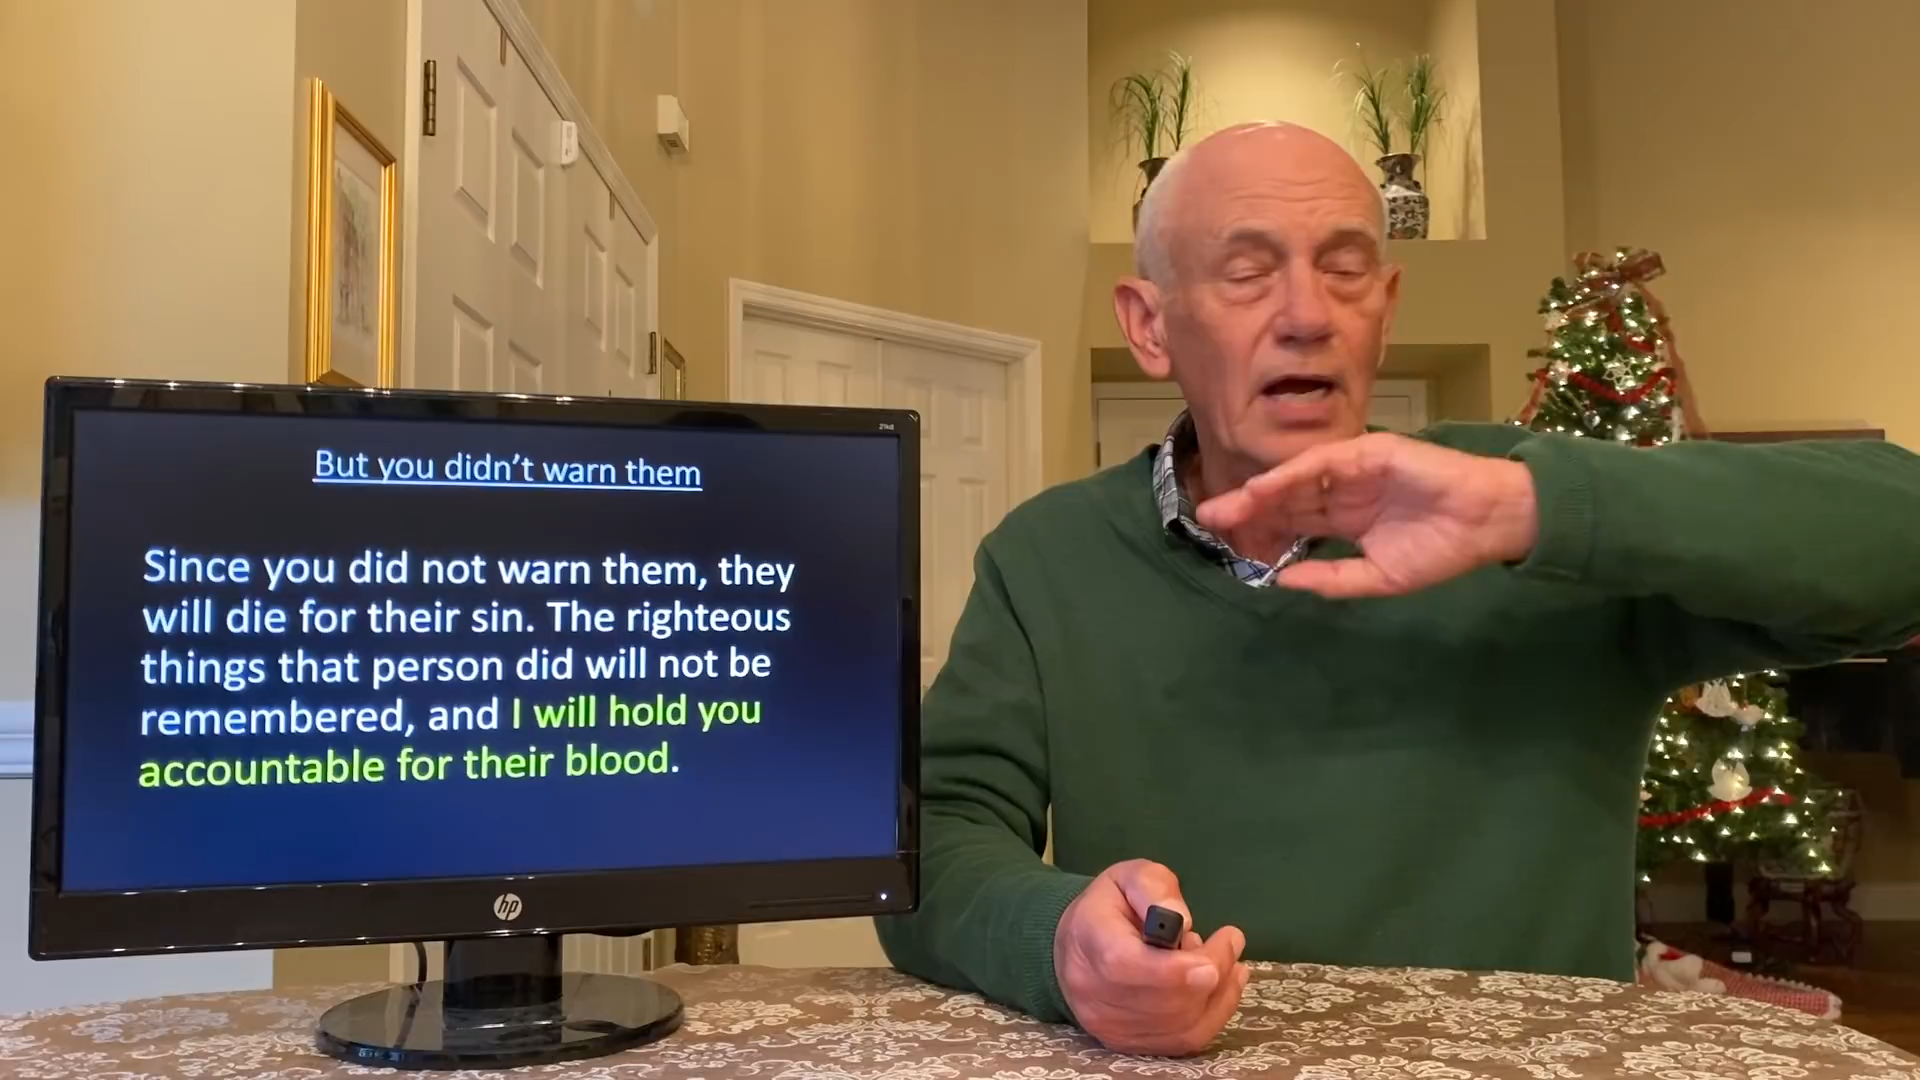 21kd
But you didn't warn them
Since you did not warn them, they
will die for their sin. The righteous
things that person did will not be
remembered, and I will hold you
accountable for their blood.
hp